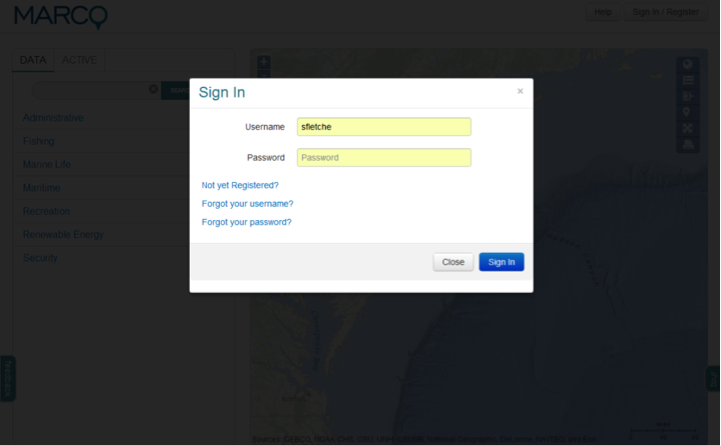 MARCO
Help
Sign In / Register
DATA
ACTIVE
Administrative
Fishing
Marine Life
Maritime
Recreation
Renewable Energy
Security
Sign In
×
Username
sfletche
Password
Password
Not yet Registered?
Forgot your username?
Forgot your password?
Close
Sign In
Feedback